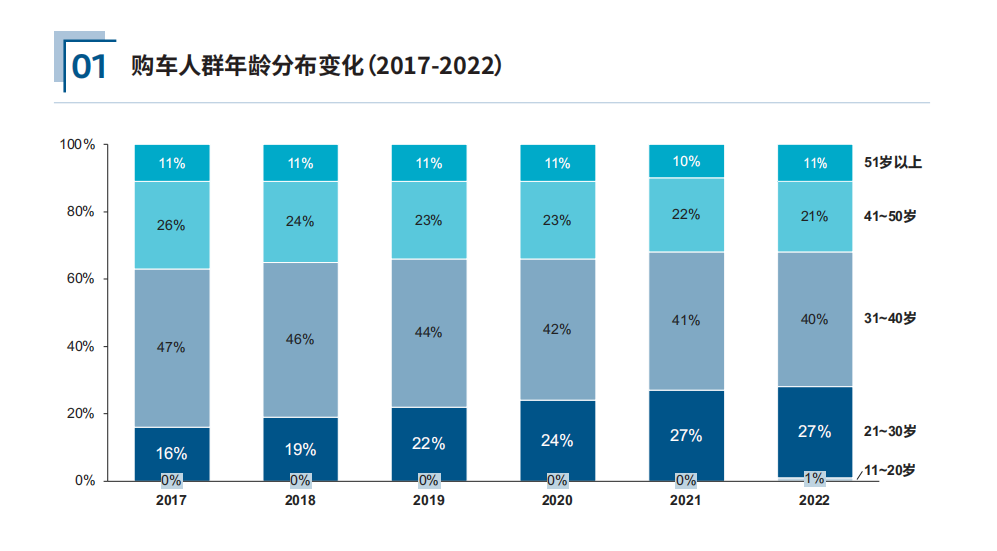 01 购车人群年龄分布变化(2017-2022)
100%
80%
60%
40%
20%
0%
11% 11% 11% 11% 10% 11% 51岁以上
26% 24% 23% 23% 22% 21% 41~50岁
47% 46% 44% 42% 41% 40% 31~40岁
16% 19% 22% 24% 27% 27% 21~30岁
0% 0% 0% 0% 0% 1% 11~20岁
2017 2018 2019 2020 2021 2022